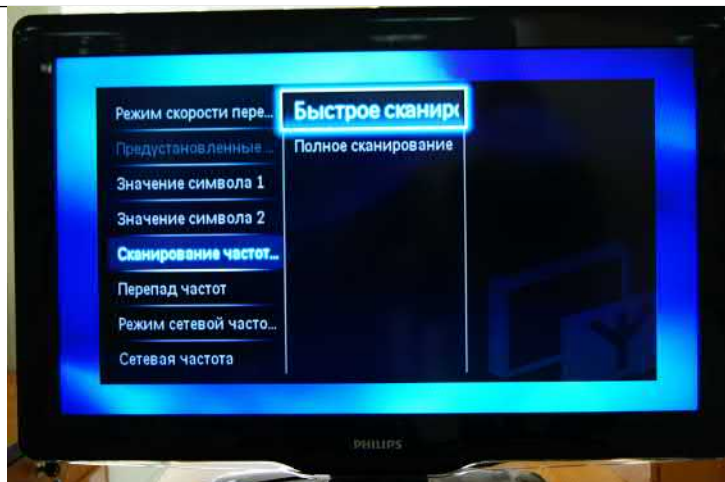 Режим скорости пере...
Предустановленные ...
Значение символа 1
Значение символа 2
Сканирование частот...
Перепад частот
Режим сетевой часто...
Сетевая частота
Быстрое сканиро
Полное сканирование
PHILIPS